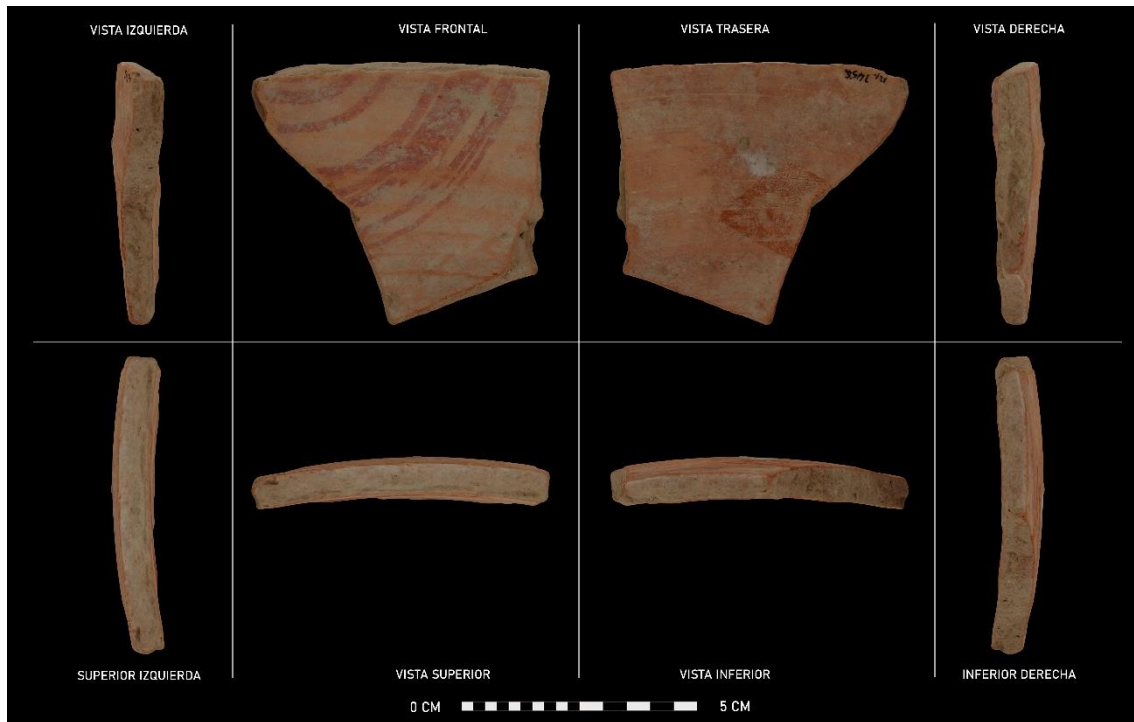 VISTA IZQUIERDA
VISTA FRONTAL
VISTA TRASERA
VISTA DERECHA
SUPERIOR IZQUIERDA
VISTA SUPERIOR
VISTA INFERIOR
INFERIOR DERECHA
0 CM
5 CM